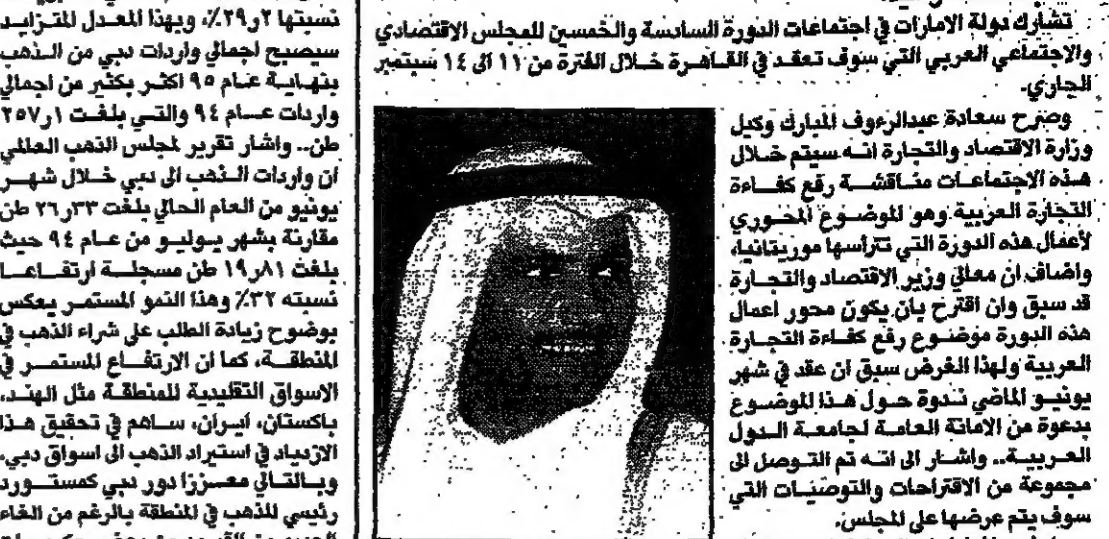 تشارك دولة الامارات في اجتماعات الدورة السادسة والخمسين للمجلس الاقتصادي
والاجتماعي العربي التي سوف تعقد في القاهرة خلال الفترة من ١١ الى ١٤ سبتمبر
الجاري.
وصرح سعادة عبدالرءوف المبارك وكيل
وزارة الاقتصاد والتجارة انه سيتم خلال
هذه الاجتماعات مناقشة رفع كفاءة
التجارة العربية وهو الموضوع المحوري
لأعمال هذه الدورة التي تترأسها موريتانيا،
واضاف ان معالي وزير الاقتصاد والتجارة
قد سبق وان اقترح بان يكون محور اعمال
هذه الدورة موضوع رفع كفاءة التجارة
العربية ولهذا الغرض سبق ان عقد في شهر
يونيو الماضي ندوة حول هذا الموضوع
بدعوة من الامانة العامة لجامعة الدول
العربية.. واشار الى انه تم التوصل الى
مجموعة من الاقتراحات والتوصيات التي
سوف يتم عرضها على المجلس.
نسبتها ٢ر٢٩٪، وبهذا المعدل المتزايد
سيصبح اجمالي واردات دبي من الذهب
بنهاية عام ٩٥ اكثر بكثير من اجمالي
واردات عام ٩٤ والتي بلغت ١ر٢٥٧
طن.. واشار تقرير لمجلس الذهب العالمي
ان واردات الذهب الى دبي خلال شهر
يونيو من العام الحالي بلغت ٣٣ر٢٦ طن
مقارنة بشهر يوليو من عام ٩٤ حيث
بلغت ٨١ر١٩ طن مسجلة ارتفاعا
نسبته ٣٢٪ وهذا النمو المستمر يعكس
بوضوح زيادة الطلب على شراء الذهب في
المنطقة، كما ان الارتفاع المستمر في
الاسواق التقليدية للمنطقة مثل الهند،
باكستان، ايران، ساهم في تحقيق هذا
الازدياد في استيراد الذهب الى اسواق دبي،
وبالتالي معززا دور دبي كمستورد
رئيسي للذهب في المنطقة بالرغم من الغاء